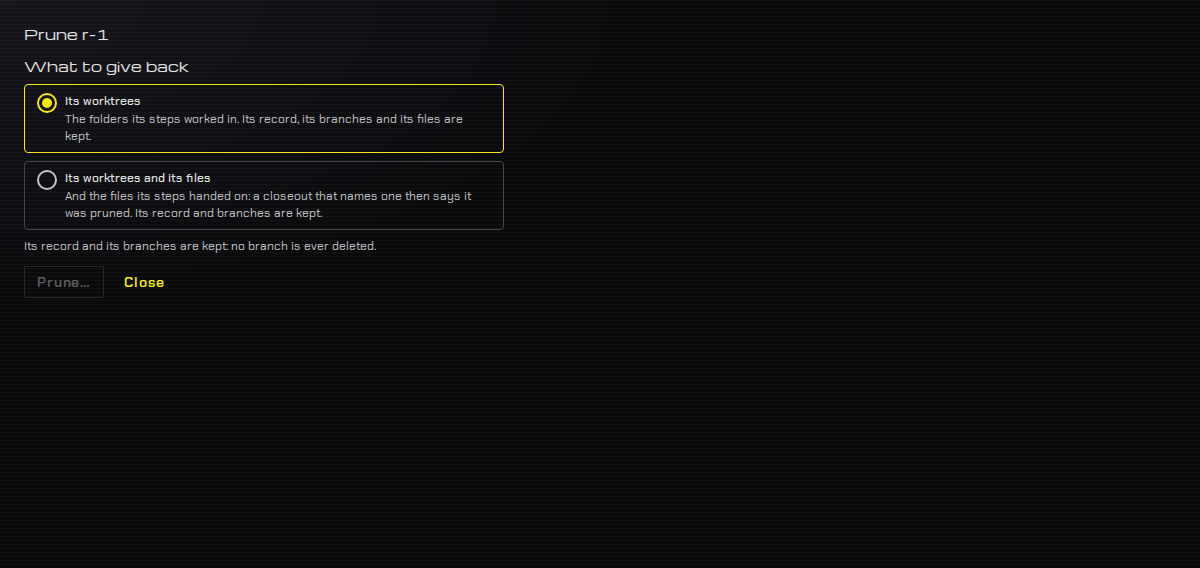 Prune r-1
What to give back
Its worktrees
The folders its steps worked in. Its record, its branches and its files are
kept.
Its worktrees and its files
And the files its steps handed on: a closeout that names one then says it
was pruned. Its record and branches are kept.
Its record and its branches are kept: no branch is ever deleted.
Prune…
Close